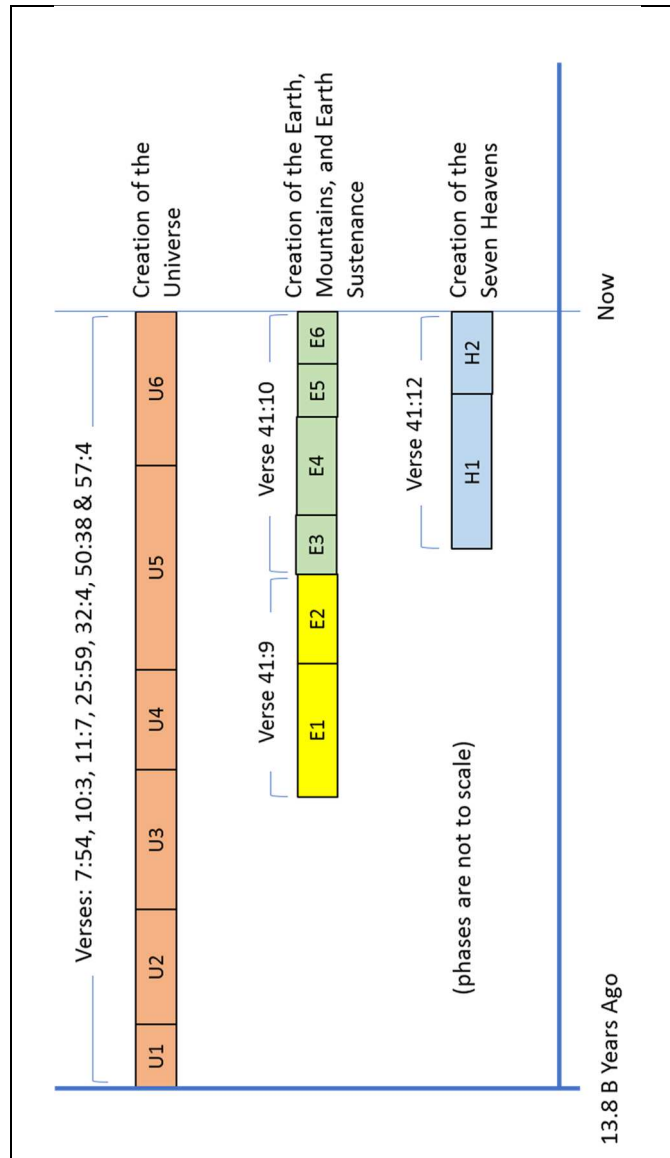 Verses: 7:54, 10:3, 11:7, 25:59, 32:4, 50:38 & 57:4
U1 U2 U3 U4 U5 U6
Creation of the
Universe
Verse 41:9
Verse 41:10
E1 E2 E3 E4 E5 E6
Creation of the Earth,
Mountains, and Earth
Sustenance
Verse 41:12
H1 H2
Creation of the
Seven Heavens
(phases are not to scale)
13.8 B Years Ago
Now